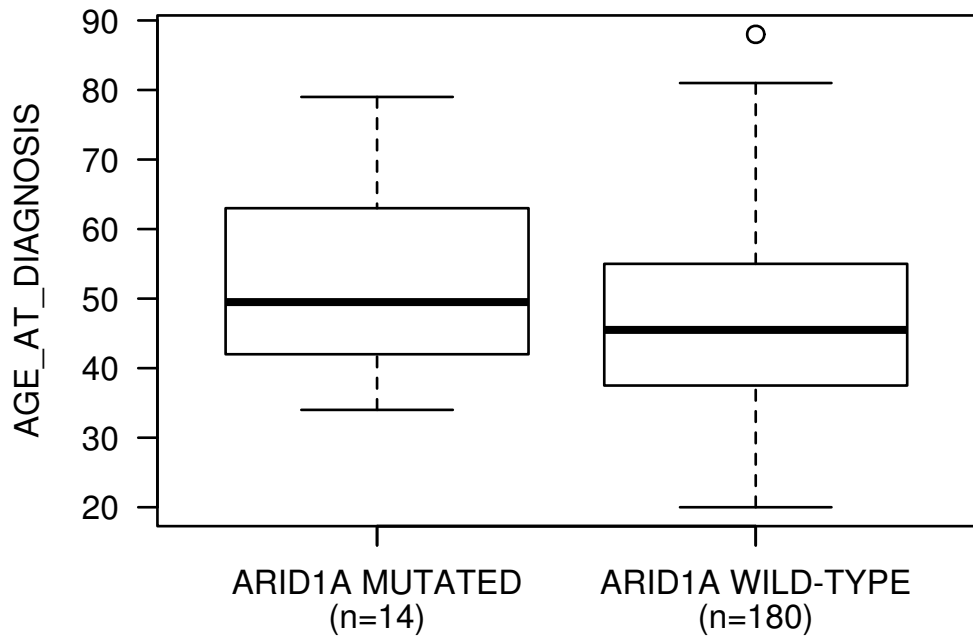 AGE_AT_DIAGNOSIS
90
80
70
60
50
40
30
20
ARID1A MUTATED
(n=14)
ARID1A WILD-TYPE
(n=180)